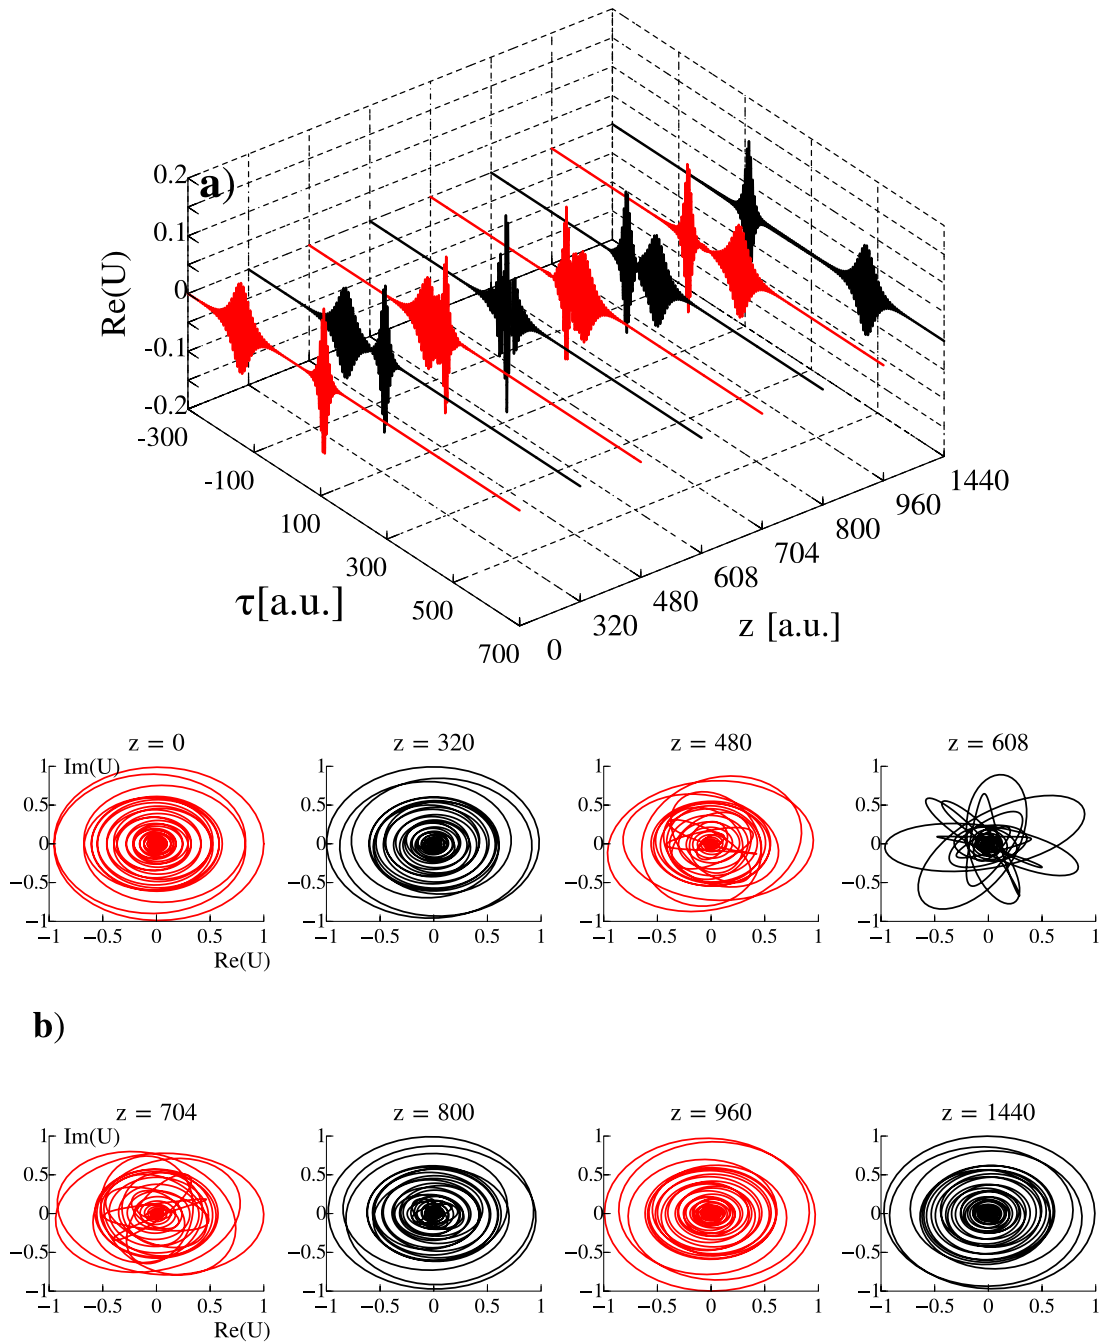 a)
Re(U)
0.2
0.1
0
-0.1
-0.2
-300
-100
100
300
500
700
τ[a.u.]
0
320
480
608
704
800
960
1440
z [a.u.]
z = 0 z = 320 z = 480 z = 608
Im(U)
1 1 1 1
0.5 0.5 0.5 0.5
0 0 0 0
−0.5 −0.5 −0.5 −0.5
−1 −1 −1 −1
−1 −0.5 0 0.5 1 −1 −0.5 0 0.5 1 −1 −0.5 0 0.5 1 −1 −0.5 0 0.5 1
Re(U)
b)
z = 704 z = 800 z = 960 z = 1440
Im(U)
1 1 1 1
0.5 0.5 0.5 0.5
0 0 0 0
−0.5 −0.5 −0.5 −0.5
−1 −1 −1 −1
−1 −0.5 0 0.5 1 −1 −0.5 0 0.5 1 −1 −0.5 0 0.5 1 −1 −0.5 0 0.5 1
Re(U)